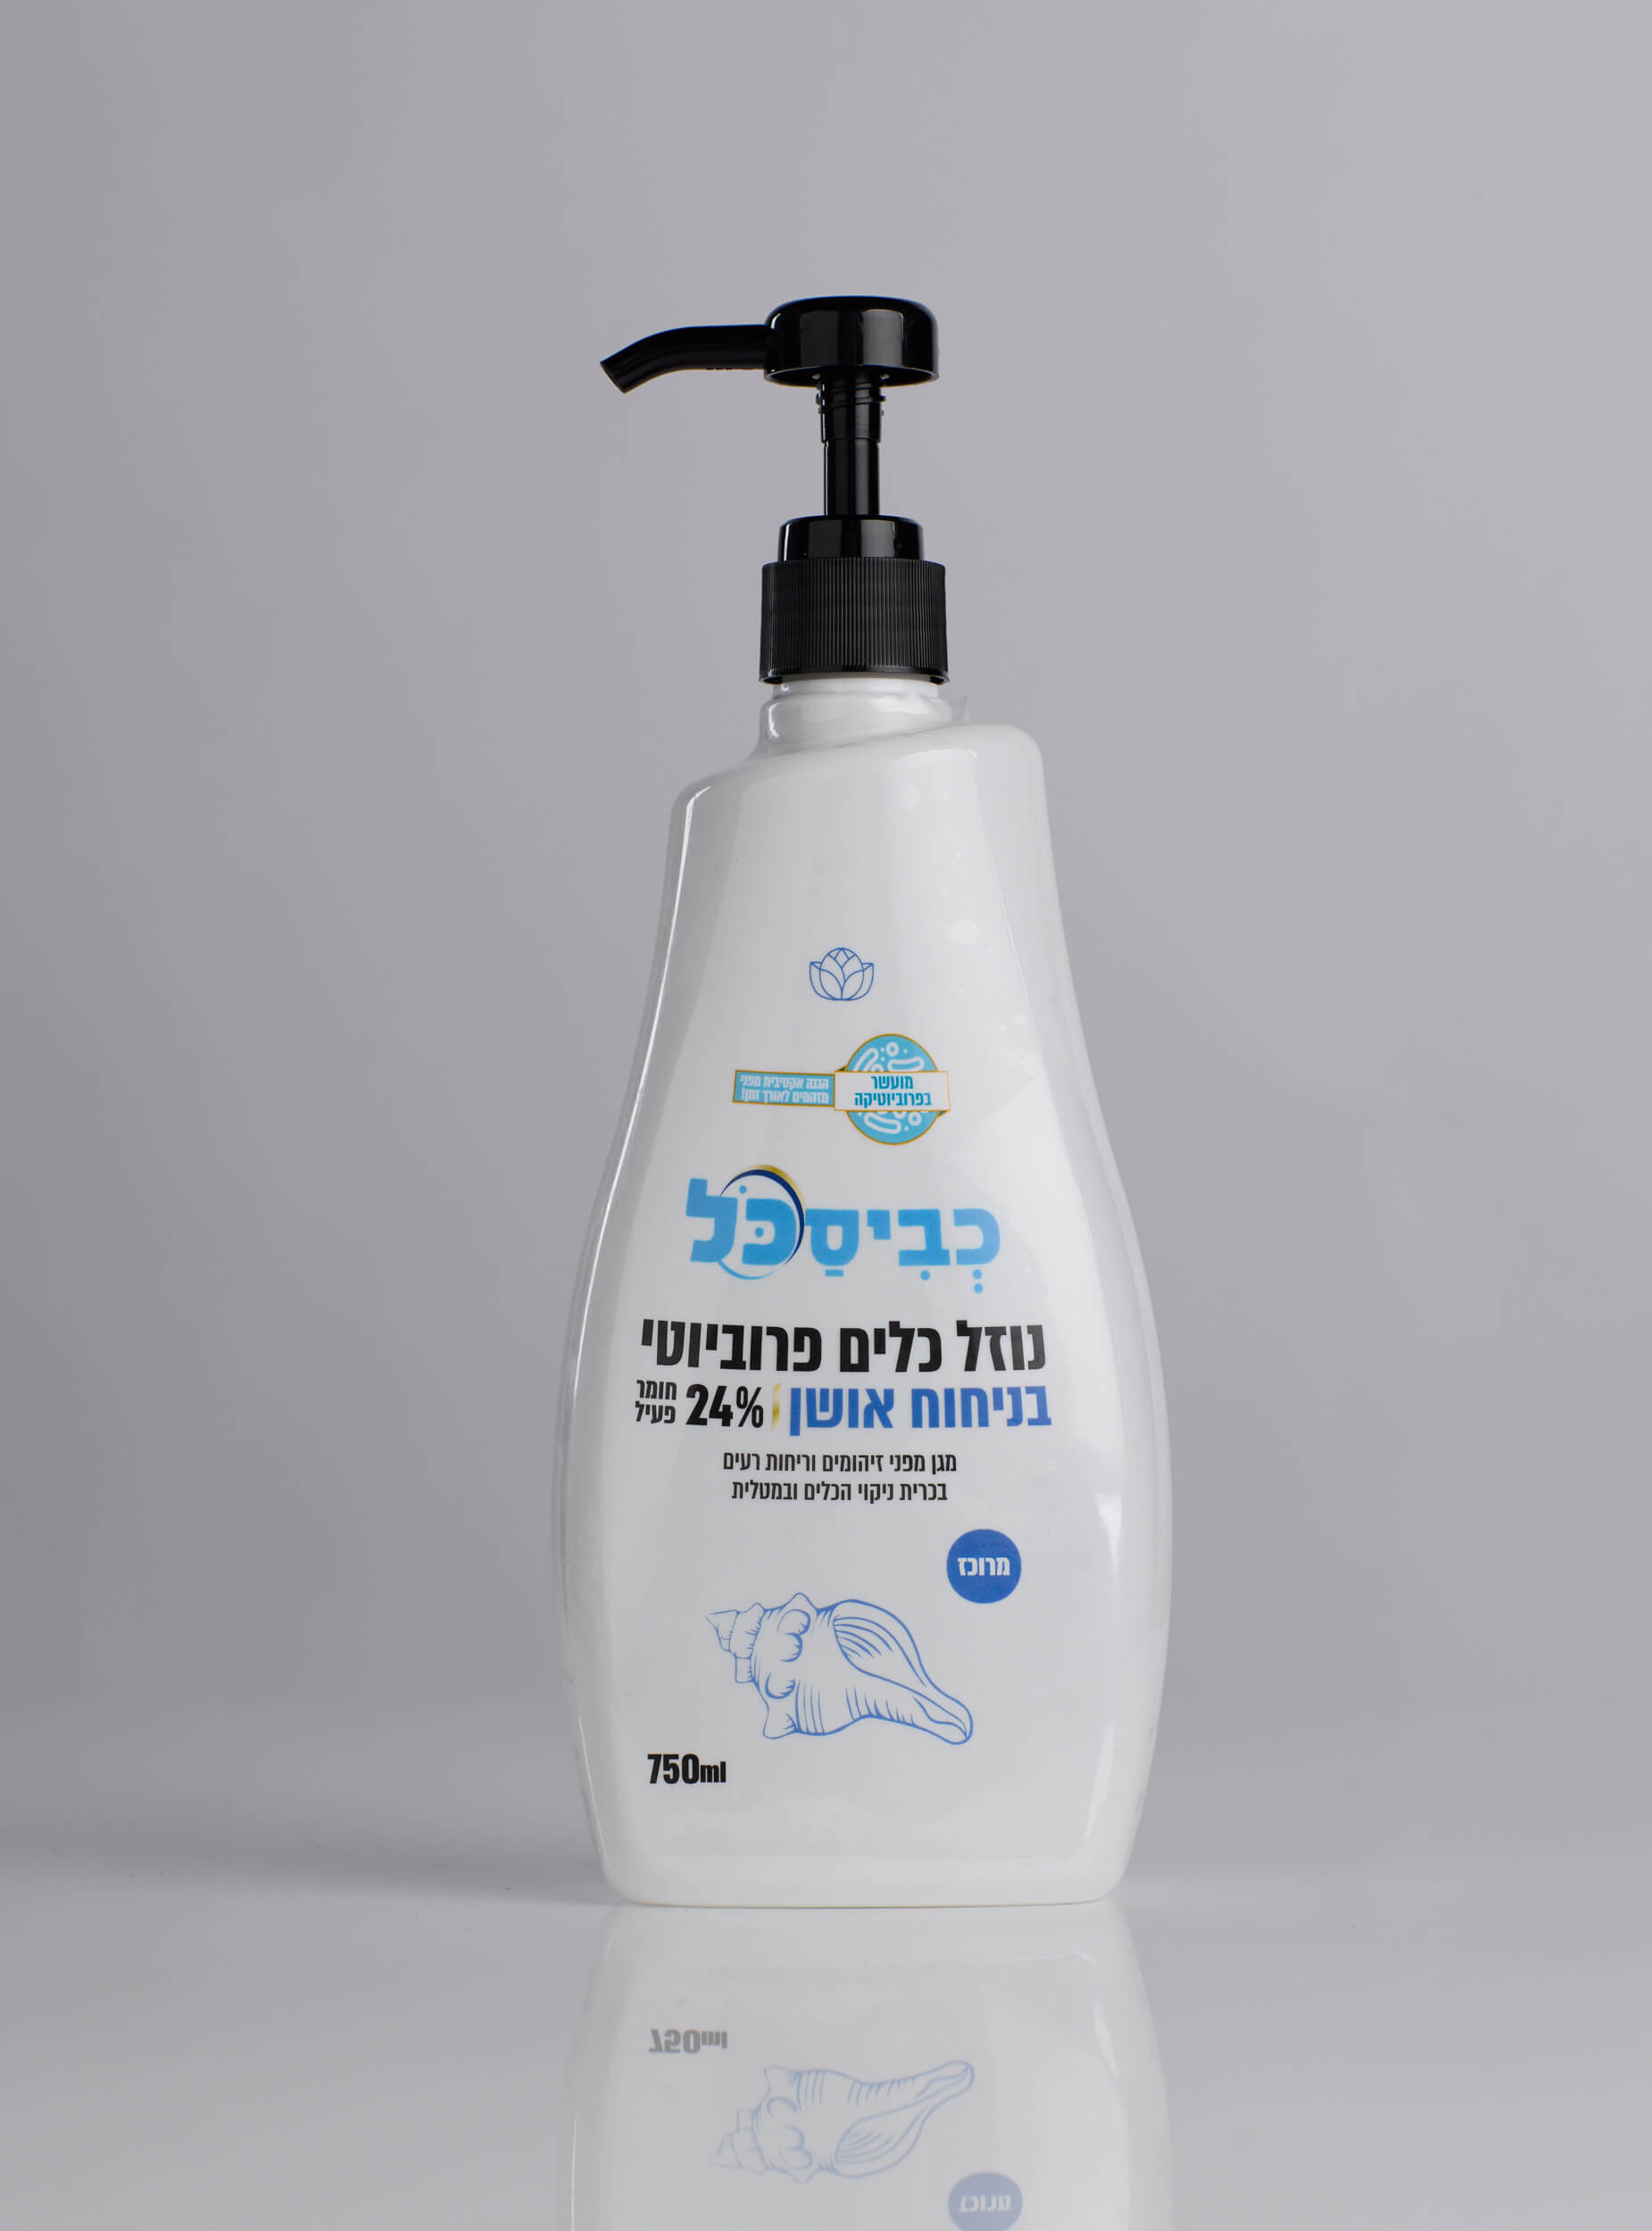 מועשר
בפרוביוטיקה
הגנה אקטיבית מפני
מזהמים לאורך זמן!
כְּבִיסַכֹּל
נוזל כלים פרוביוטי
בניחוח אושן 24% חומר פעיל
מגן מפני זיהומים וריחות רעים
בכרית ניקוי הכלים ובמטלית
מרוכז
750ml